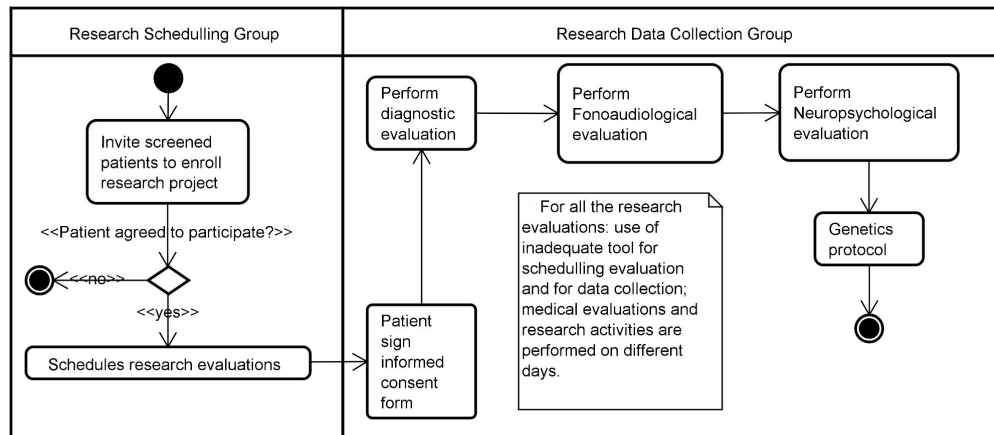 Research Schedulling Group
Research Data Collection Group
Invite screened
patients to enroll
research project
<<Patient agreed to participate?>>
<<no>>
<<yes>>
Schedules research evaluations
Patient
sign
informed
consent
form
Perform
diagnostic
evaluation
Perform
Fonoaudiological
evaluation
Perform
Neuropsychological
evaluation
Genetics
protocol
For all the research
evaluations: use of
inadequate tool for
schedulling evaluation
and for data collection;
medical evaluations and
research activities are
performed on different
days.